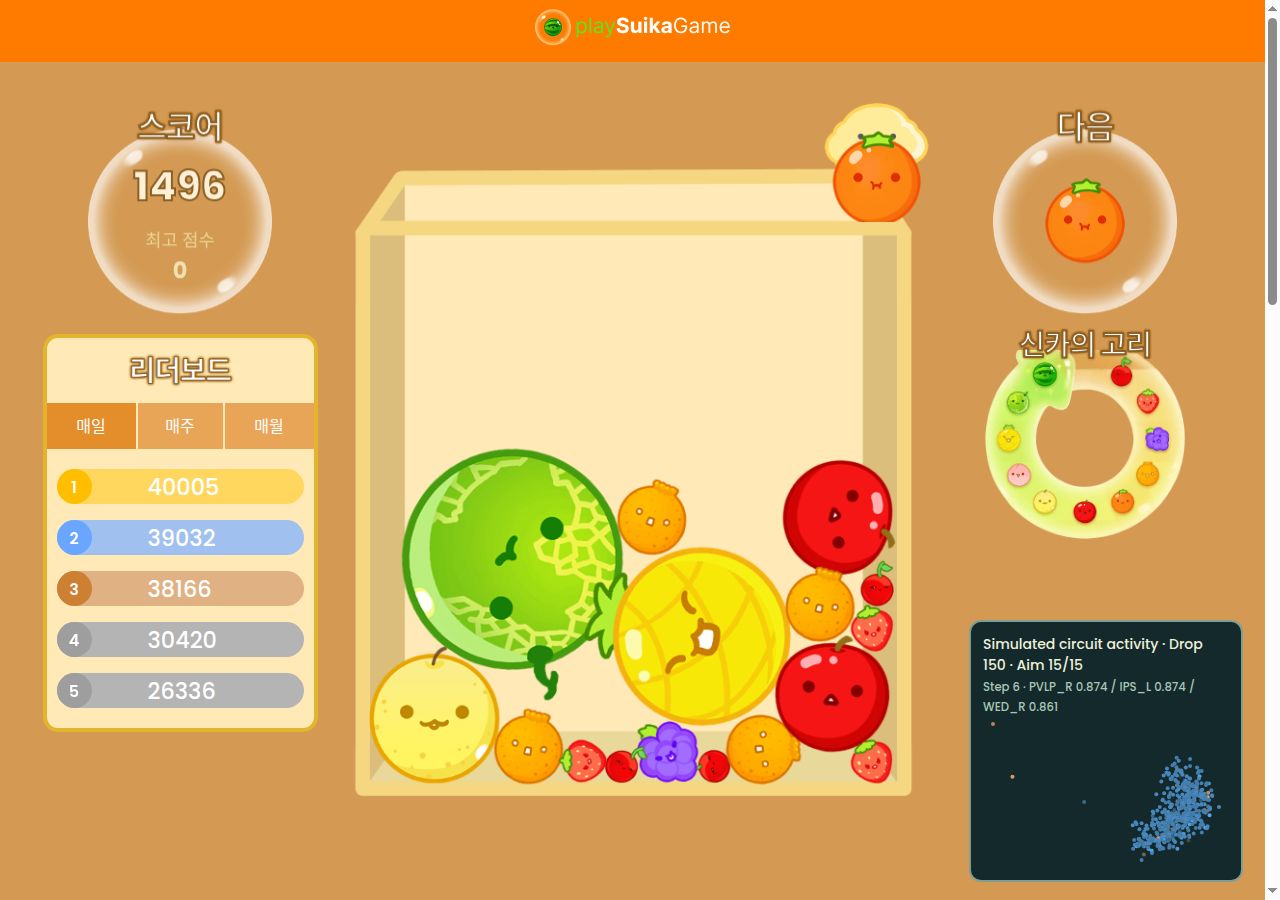 playSuikaGame
스코어
1496
최고 점수
0
리더보드
매일 매주 매월
1 40005
2 39032
3 38166
4 30420
5 26336
다음
신카의 고리
Simulated circuit activity · Drop
150 · Aim 15/15
Step 6 · PVLP_R 0.874 / IPS_L 0.874 /
WED_R 0.861